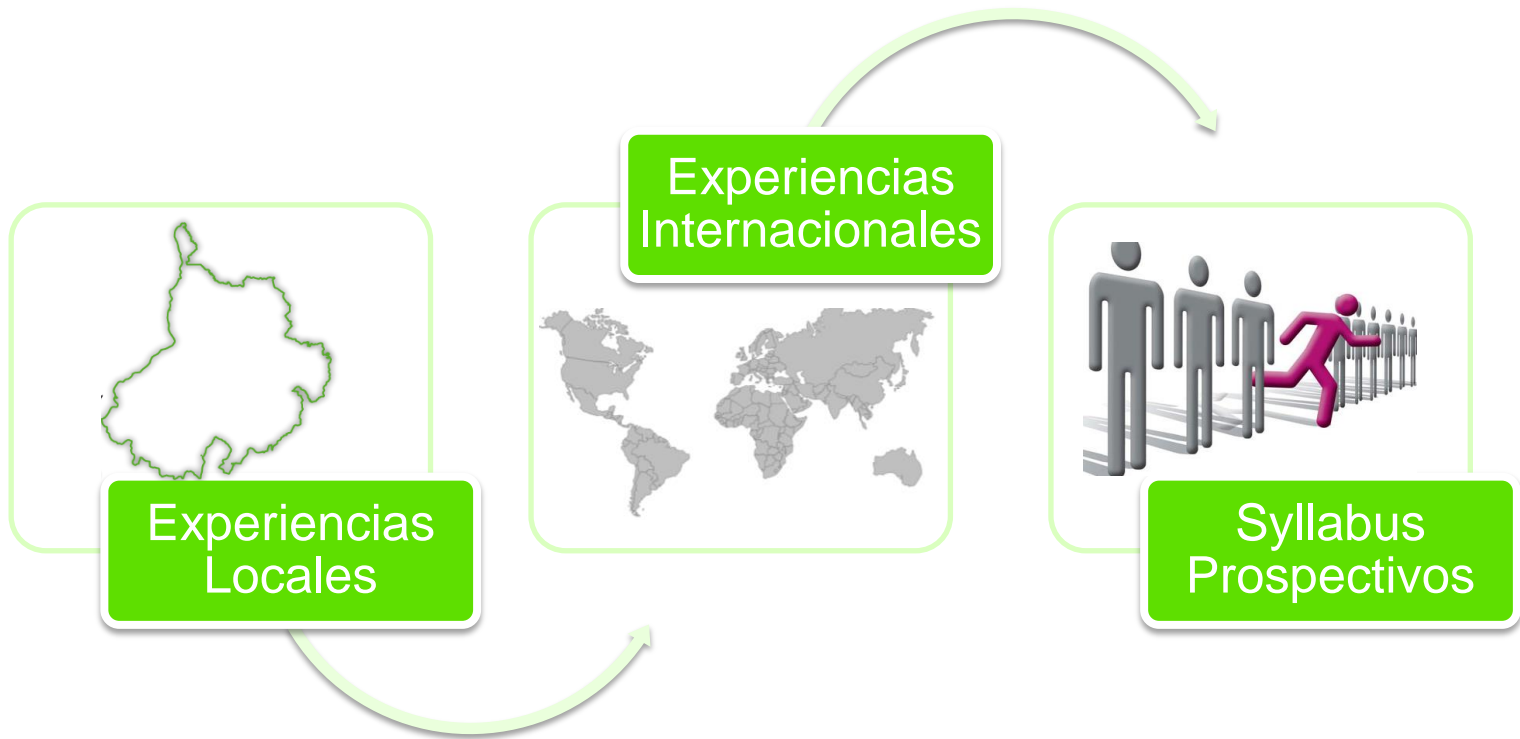 Experiencias
Locales
Experiencias
Internacionales
Syllabus
Prospectivos